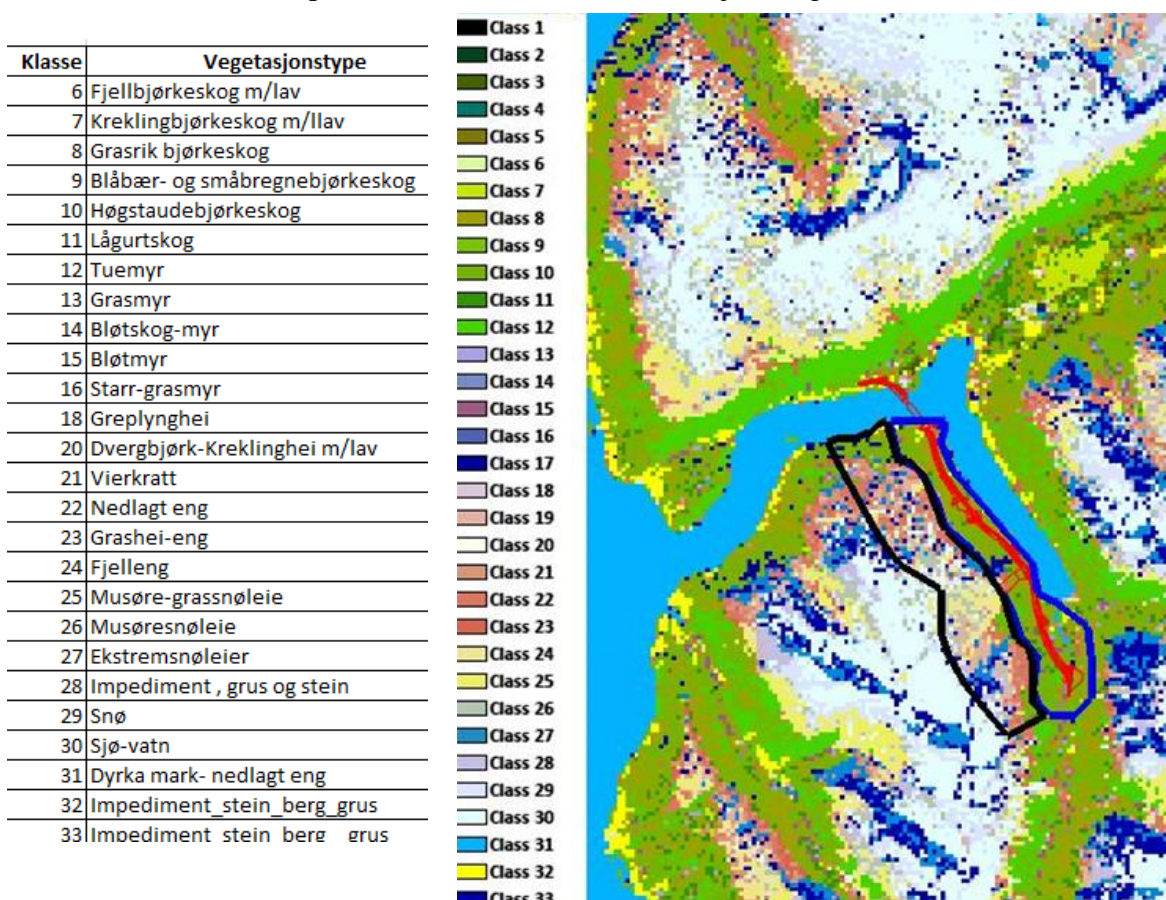 Klasse Vegetasjonstype
6 Fjellbjørkeskog m/lav
7 Kreklingbjørkeskog m/llav
8 Grasrik bjørkeskog
9 Blåbær- og småbregnebjørkeskog
10 Høgstaudebjørkeskog
11 Lågurtskog
12 Tuemyr
13 Grasmyr
14 Bløtskog-myr
15 Bløtmyr
16 Starr-grasmyr
18 Greplynghei
20 Dvergbjørk-Kreklinghei m/lav
21 Vierkratt
22 Nedlagt eng
23 Grashei-eng
24 Fjelleng
25 Musøre-grassnøleie
26 Musøresnøleie
27 Ekstremsnøleier
28 Impediment , grus og stein
29 Snø
30 Sjø-vatn
31 Dyrka mark- nedlagt eng
32 Impediment_stein_berg_grus
33 Impediment_stein_berg__grus
Class 1
Class 2
Class 3
Class 4
Class 5
Class 6
Class 7
Class 8
Class 9
Class 10
Class 11
Class 12
Class 13
Class 14
Class 15
Class 16
Class 17
Class 18
Class 19
Class 20
Class 21
Class 22
Class 23
Class 24
Class 25
Class 26
Class 27
Class 28
Class 29
Class 30
Class 31
Class 32
Class 33